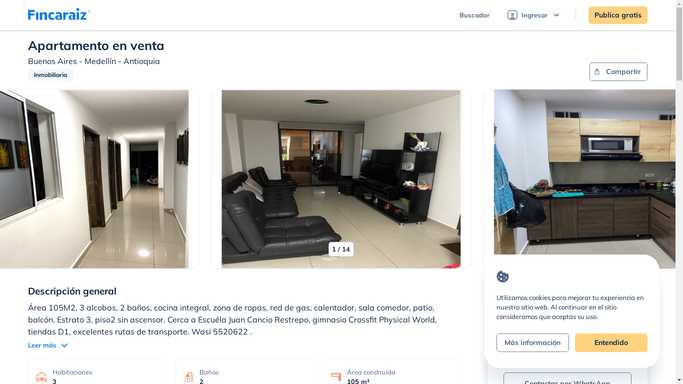 Fincaraíz
Buscador
Ingresar
Publica gratis
Apartamento en venta
Buenos Aires - Medellín - Antioquia
Inmobiliaria
Compartir
1 / 14
Descripción general
Área 105M2, 3 alcobas, 2 baños, cocina integral, zona de ropas, red de gas, calentador, sala comedor, patio,
balcón. Estrato 3, piso2 sin ascensor. Cerca a Escuela Juan Cancio Restrepo, gimnasio Crossfit Physical World,
tiendas D1, excelentes rutas de transporte. Wasi 5520622 .
Leer más
Habitaciones
3
Baños
2
Área construida
105 m²
Utilizamos cookies para mejorar tu experiencia en
nuestro sitio web. Al continuar en el sitio
consideramos que aceptas su uso.
Más información
Entendido
Contactar por WhatsApp